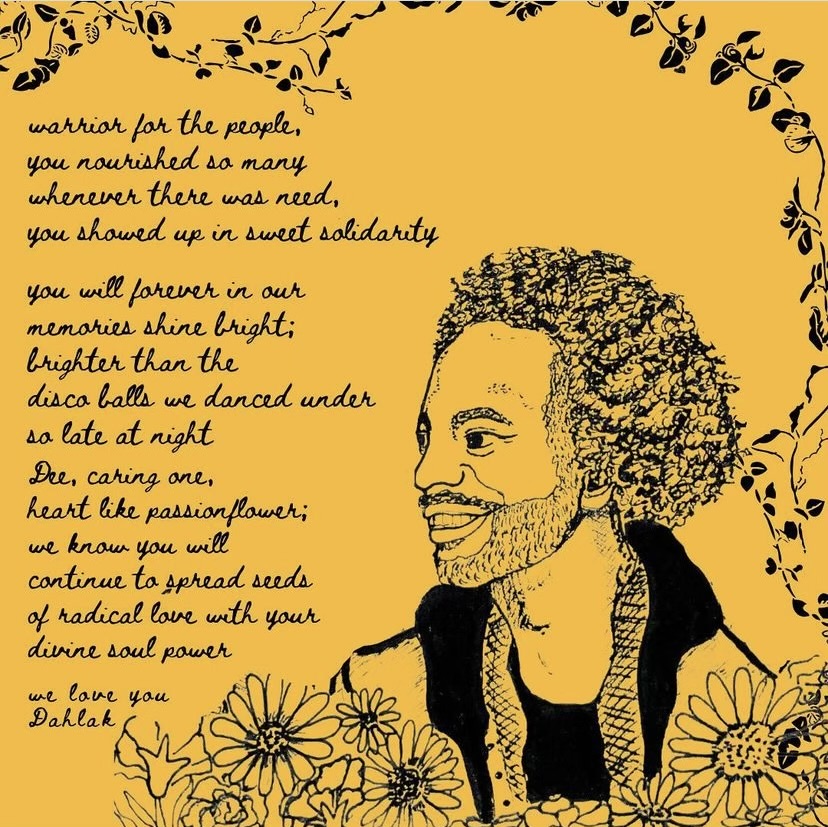 warrior for the people,
you nourished so many
whenever there was need,
you showed up in sweet solidarity
you will forever in our
memories shine bright;
brighter than the
disco balls we danced under
so late at night
Dee, caring one,
heart like passionflower;
we know you will
continue to spread seeds
of radical love with your
divine soul power
we love you
Dahlak